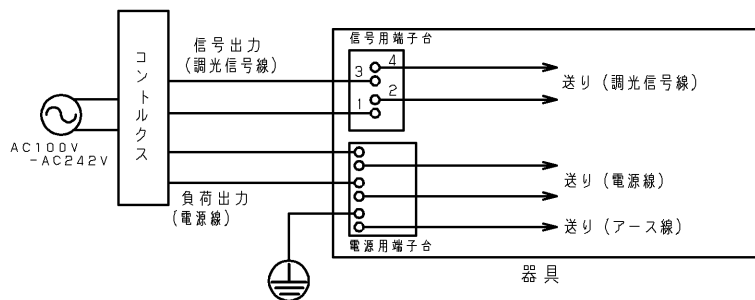 AC100V
-AC242V
コントルクス
信号出力
(調光信号線)
負荷出力
(電源線)
信号用端子台
4
3
2
1
送り(調光信号線)
送り(電源線)
送り(アース線)
電源用端子台
器具